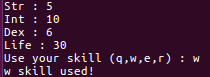 Str : 5
Int : 10
Dex : 6
Life : 30
Use your skill (q,w,e,r) : w
w skill used!